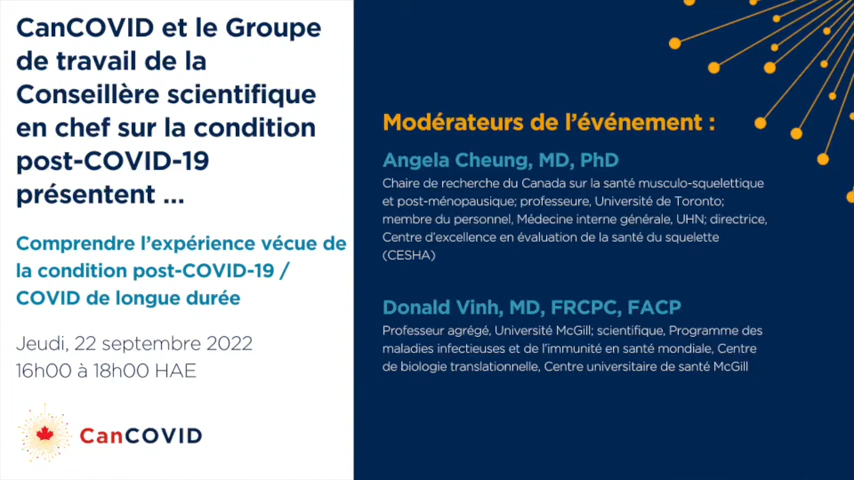 CanCOVID et le Groupe
de travail de la
Conseillère scientifique
en chef sur la condition
post-COVID-19
présentent ...
Comprendre l'expérience vécue de
la condition post-COVID-19 /
COVID de longue durée
Jeudi, 22 septembre 2022
16h00 à 18h00 HAE
CanCOVID
Modérateurs de l'événement :
Angela Cheung, MD, PhD
Chaire de recherche du Canada sur la santé musculo-squelettique
et post-ménopausique; professeure, Université de Toronto;
membre du personnel, Médecine interne générale, UHN; directrice,
Centre d'excellence en évaluation de la santé du squelette
(CESHA)
Donald Vinh, MD, FRCPC, FACP
Professeur agrégé, Université McGill; scientifique, Programme des
maladies infectieuses et de l'immunité en santé mondiale, Centre
de biologie translationnelle, Centre universitaire de santé McGill